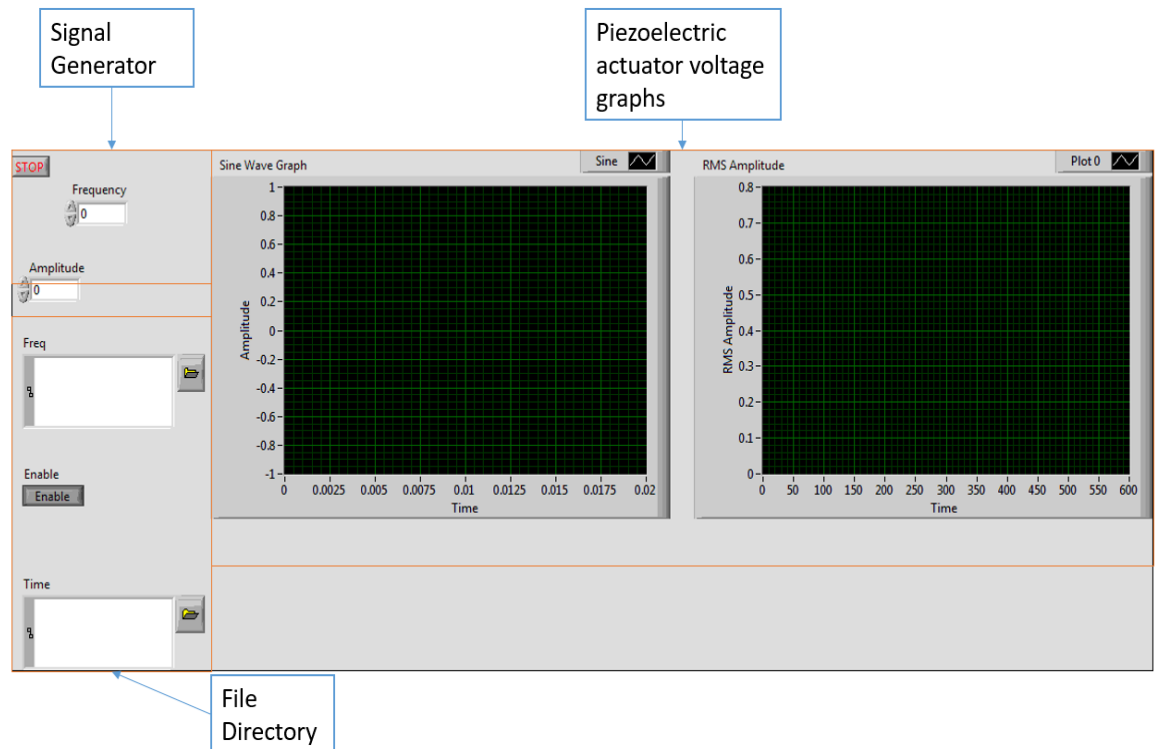 Signal
Generator
Piezoelectric
actuator voltage
graphs
STOP
Frequency
0
Amplitude
0
Freq
Enable
Enable
Time
Sine Wave Graph
Sine
1
0.8
0.6
0.4
0.2
0
-0.2
-0.4
-0.6
-0.8
-1
Amplitude
0 0.0025 0.005 0.0075 0.01 0.0125 0.015 0.0175 0.02
Time
RMS Amplitude
Plot 0
0.8
0.7
0.6
0.5
0.4
0.3
0.2
0.1
0
RMS Amplitude
0 50 100 150 200 250 300 350 400 450 500 550 600
Time
File
Directory